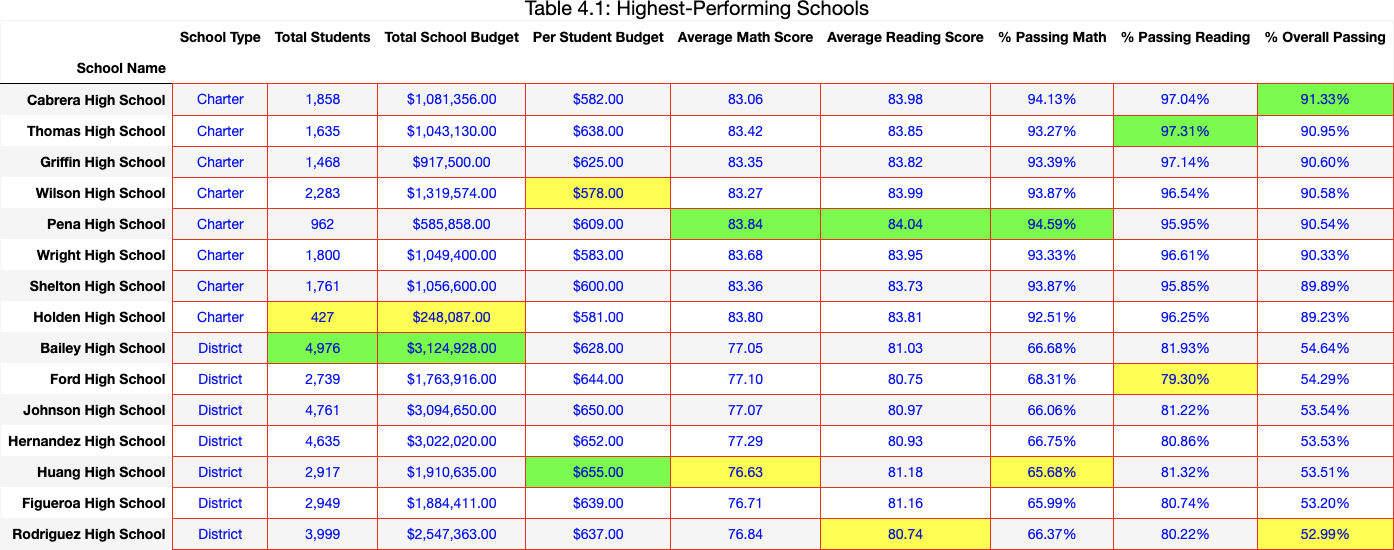 Table 4.1: Highest-Performing Schools
School Type Total Students Total School Budget Per Student Budget Average Math Score Average Reading Score % Passing Math % Passing Reading % Overall Passing
School Name
Cabrera High School Charter 1,858 $1,081,356.00 $582.00 83.06 83.98 94.13% 97.04% 91.33%
Thomas High School Charter 1,635 $1,043,130.00 $638.00 83.42 83.85 93.27% 97.31% 90.95%
Griffin High School Charter 1,468 $917,500.00 $625.00 83.35 83.82 93.39% 97.14% 90.60%
Wilson High School Charter 2,283 $1,319,574.00 $578.00 83.27 83.99 93.87% 96.54% 90.58%
Pena High School Charter 962 $585,858.00 $609.00 83.84 84.04 94.59% 95.95% 90.54%
Wright High School Charter 1,800 $1,049,400.00 $583.00 83.68 83.95 93.33% 96.61% 90.33%
Shelton High School Charter 1,761 $1,056,600.00 $600.00 83.36 83.73 93.87% 95.85% 89.89%
Holden High School Charter 427 $248,087.00 $581.00 83.80 83.81 92.51% 96.25% 89.23%
Bailey High School District 4,976 $3,124,928.00 $628.00 77.05 81.03 66.68% 81.93% 54.64%
Ford High School District 2,739 $1,763,916.00 $644.00 77.10 80.75 68.31% 79.30% 54.29%
Johnson High School District 4,761 $3,094,650.00 $650.00 77.07 80.97 66.06% 81.22% 53.54%
Hernandez High School District 4,635 $3,022,020.00 $652.00 77.29 80.93 66.75% 80.86% 53.53%
Huang High School District 2,917 $1,910,635.00 $655.00 76.63 81.18 65.68% 81.32% 53.51%
Figueroa High School District 2,949 $1,884,411.00 $639.00 76.71 81.16 65.99% 80.74% 53.20%
Rodriguez High School District 3,999 $2,547,363.00 $637.00 76.84 80.74 66.37% 80.22% 52.99%